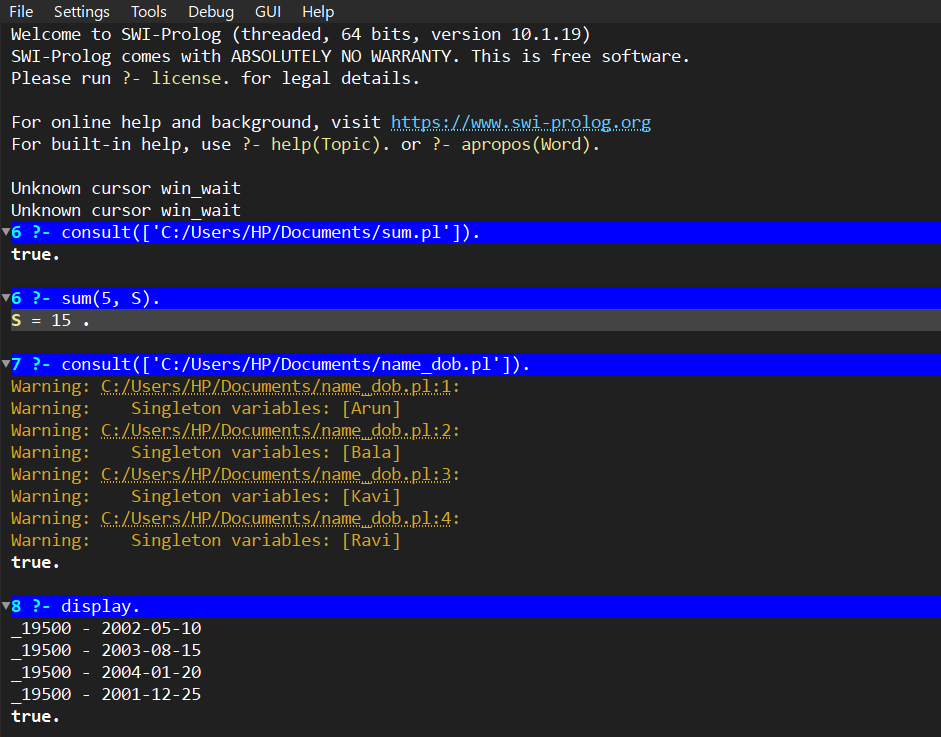 File Settings Tools Debug GUI Help
Welcome to SWI-Prolog (threaded, 64 bits, version 10.1.19)
SWI-Prolog comes with ABSOLUTELY NO WARRANTY. This is free software.
Please run ?- license. for legal details.
For online help and background, visit https://www.swi-prolog.org
For built-in help, use ?- help(Topic). or ?- apropos(Word).
Unknown cursor win_wait
Unknown cursor win_wait
6 ?- consult(['C:/Users/HP/Documents/sum.pl']).
true.
6 ?- sum(5, S).
S = 15 .
7 ?- consult(['C:/Users/HP/Documents/name_dob.pl']).
Warning: C:/Users/HP/Documents/name_dob.pl:1:
Warning:    Singleton variables: [Arun]
Warning: C:/Users/HP/Documents/name_dob.pl:2:
Warning:    Singleton variables: [Bala]
Warning: C:/Users/HP/Documents/name_dob.pl:3:
Warning:    Singleton variables: [Kavi]
Warning: C:/Users/HP/Documents/name_dob.pl:4:
Warning:    Singleton variables: [Ravi]
true.
8 ?- display.
_19500 - 2002-05-10
_19500 - 2003-08-15
_19500 - 2004-01-20
_19500 - 2001-12-25
true.